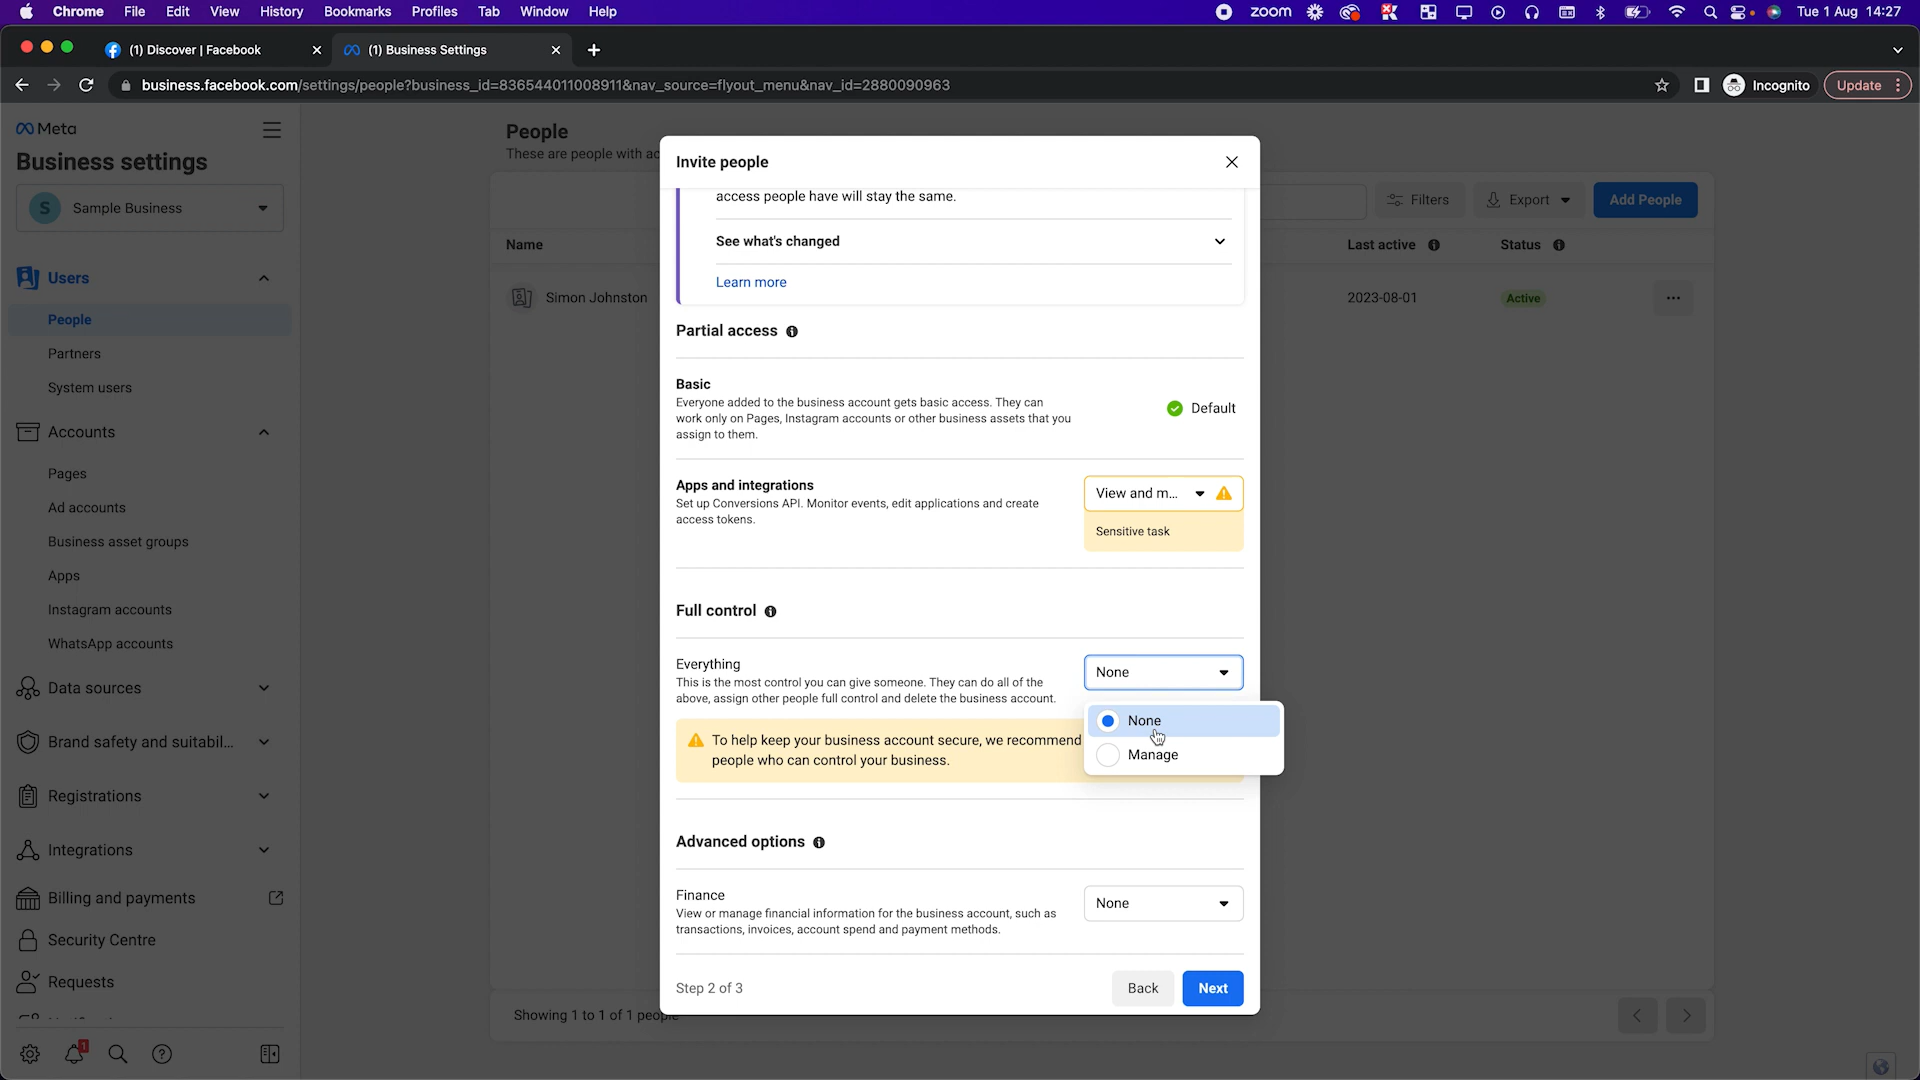 Chrome File Edit View History Bookmarks Profiles Tab Window Help zoom Tue 1 Aug 14:27
(1) Discover | Facebook (1) Business Settings
business.facebook.com/settings/people?business_id=836544011008911&nav_source=flyout_menu&nav_id=2880090963 Incognito Update
Meta
Business settings
S Sample Business
Users
People
Partners
System users
Accounts
Pages
Ad accounts
Business asset groups
Apps
Instagram accounts
WhatsApp accounts
Data sources
Brand safety and suitabil...
Registrations
Integrations
Billing and payments
Security Centre
Requests
1
People
These are people with ac
Filters Export Add People
Name Last active Status
Simon Johnston 2023-08-01 Active
Showing 1 to 1 of 1 people
Invite people
access people have will stay the same.
See what's changed
Learn more
Partial access
Basic
Everyone added to the business account gets basic access. They can
work only on Pages, Instagram accounts or other business assets that you
assign to them.
Default
Apps and integrations
Set up Conversions API. Monitor events, edit applications and create
access tokens.
View and m...
Sensitive task
Full control
Everything
This is the most control you can give someone. They can do all of the
above, assign other people full control and delete the business account.
None
None
Manage
To help keep your business account secure, we recommend
people who can control your business.
Advanced options
Finance
View or manage financial information for the business account, such as
transactions, invoices, account spend and payment methods.
None
Step 2 of 3 Back Next